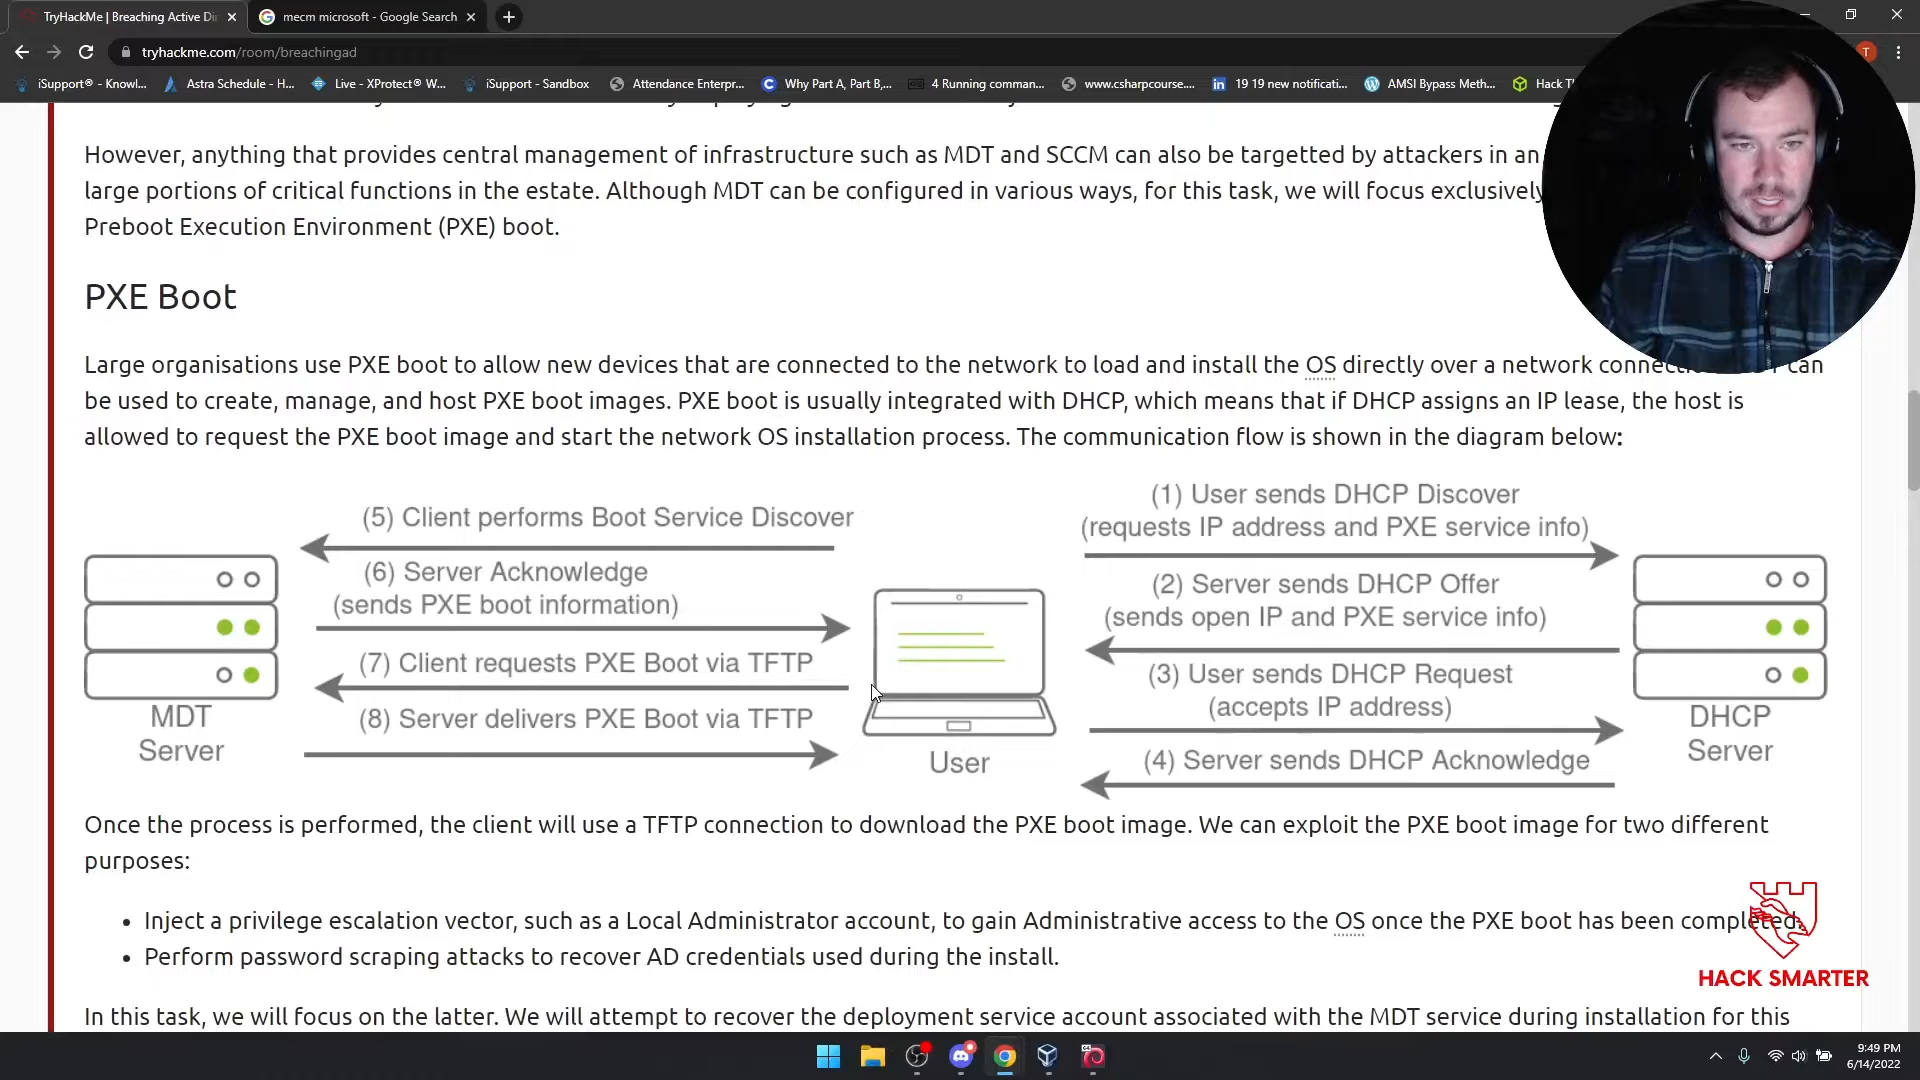 TryHackMe | Breaching Active Di
mecm microsoft - Google Search
tryhackme.com/room/breachingad
T
iSupport® - Knowl...
Astra Schedule - H...
Live - XProtect® W...
iSupport - Sandbox
Attendance Enterpr...
Why Part A, Part B,...
4 Running comman...
www.csharpcourse....
19 19 new notificati...
AMSI Bypass Meth...
Hack T
However, anything that provides central management of infrastructure such as MDT and SCCM can also be targetted by attackers in an
large portions of critical functions in the estate. Although MDT can be configured in various ways, for this task, we will focus exclusively
Preboot Execution Environment (PXE) boot.
PXE Boot
Large organisations use PXE boot to allow new devices that are connected to the network to load and install the OS directly over a network connec can
be used to create, manage, and host PXE boot images. PXE boot is usually integrated with DHCP, which means that if DHCP assigns an IP lease, the host is
allowed to request the PXE boot image and start the network OS installation process. The communication flow is shown in the diagram below:
(5) Client performs Boot Service Discover
(6) Server Acknowledge
(sends PXE boot information)
(7) Client requests PXE Boot via TFTP
(8) Server delivers PXE Boot via TFTP
MDT
Server
User
(1) User sends DHCP Discover
(requests IP address and PXE service info)
(2) Server sends DHCP Offer
(sends open IP and PXE service info)
(3) User sends DHCP Request
(accepts IP address)
(4) Server sends DHCP Acknowledge
DHCP
Server
Once the process is performed, the client will use a TFTP connection to download the PXE boot image. We can exploit the PXE boot image for two different
purposes:
• Inject a privilege escalation vector, such as a Local Administrator account, to gain Administrative access to the OS once the PXE boot has been completed.
• Perform password scraping attacks to recover AD credentials used during the install.
HACK SMARTER
In this task, we will focus on the latter. We will attempt to recover the deployment service account associated with the MDT service during installation for this
9:49 PM
6/14/2022